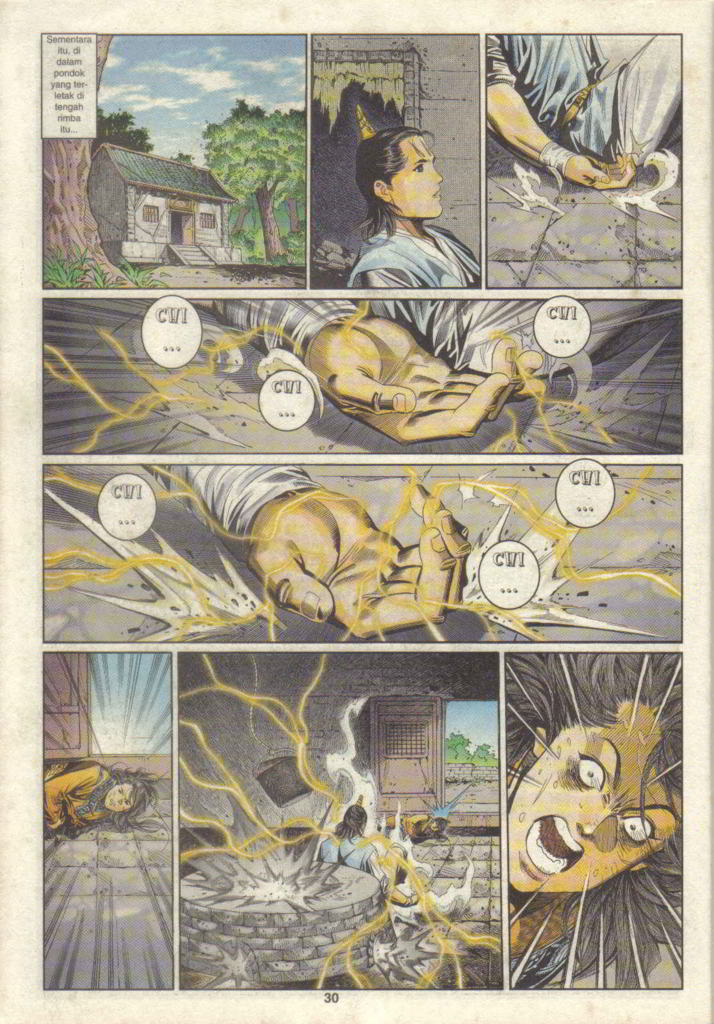 Sementara
itu, di
dalam
pondok
yang ter-
letak di
tengah
rimba
itu...
CWI
...
CWI
...
CWI
...
CWI
...
CWI
...
CWI
...
30